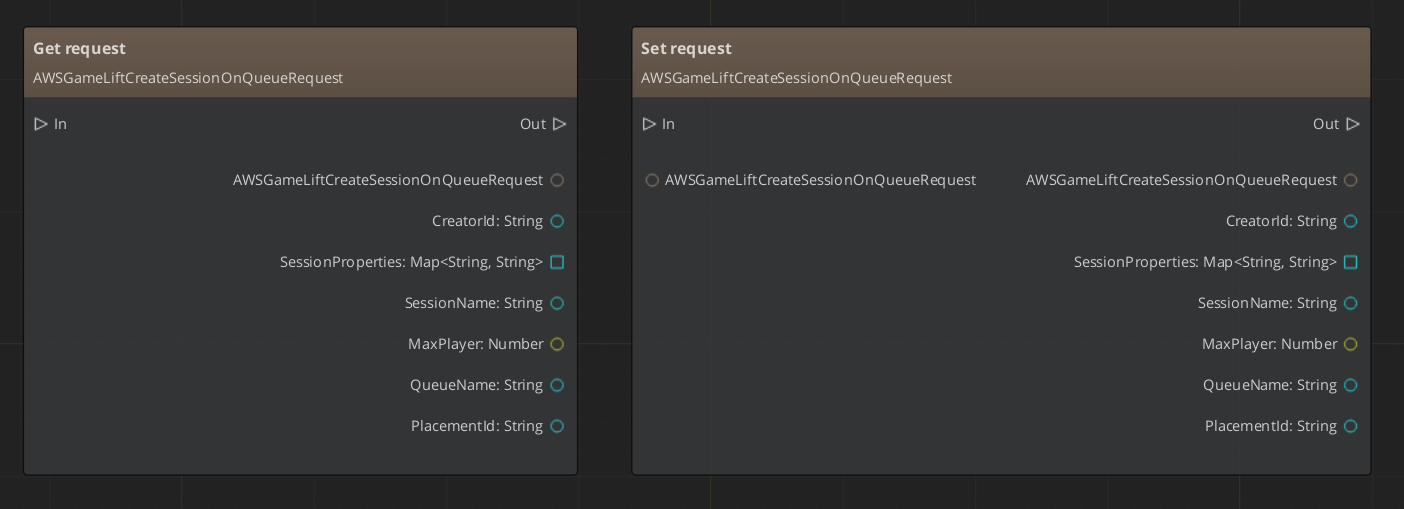 Get request
AWSGameLiftCreateSessionOnQueueRequest
In
Out
AWSGameLiftCreateSessionOnQueueRequest
CreatorId: String
SessionProperties: Map<String, String>
SessionName: String
MaxPlayer: Number
QueueName: String
PlacementId: String
Set request
AWSGameLiftCreateSessionOnQueueRequest
In
Out
AWSGameLiftCreateSessionOnQueueRequest
AWSGameLiftCreateSessionOnQueueRequest
CreatorId: String
SessionProperties: Map<String, String>
SessionName: String
MaxPlayer: Number
QueueName: String
PlacementId: String